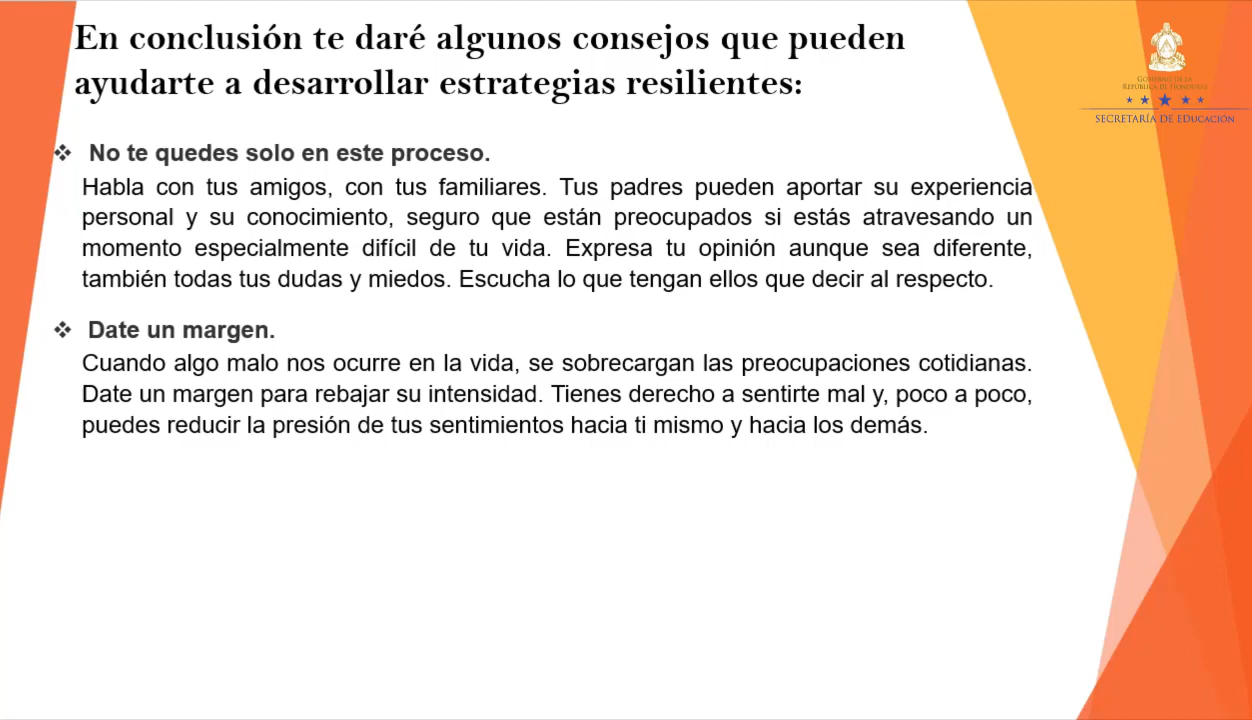 En conclusión te daré algunos consejos que pueden
ayudarte a desarrollar estrategias resilientes:
GOBIERNO DE LA
REPÚBLICA DE HONDURAS
SECRETARÍA DE EDUCACIÓN
❖ No te quedes solo en este proceso.
Habla con tus amigos, con tus familiares. Tus padres pueden aportar su experiencia
personal y su conocimiento, seguro que están preocupados si estás atravesando un
momento especialmente difícil de tu vida. Expresa tu opinión aunque sea diferente,
también todas tus dudas y miedos. Escucha lo que tengan ellos que decir al respecto.
❖ Date un margen.
Cuando algo malo nos ocurre en la vida, se sobrecargan las preocupaciones cotidianas.
Date un margen para rebajar su intensidad. Tienes derecho a sentirte mal y, poco a poco,
puedes reducir la presión de tus sentimientos hacia ti mismo y hacia los demás.